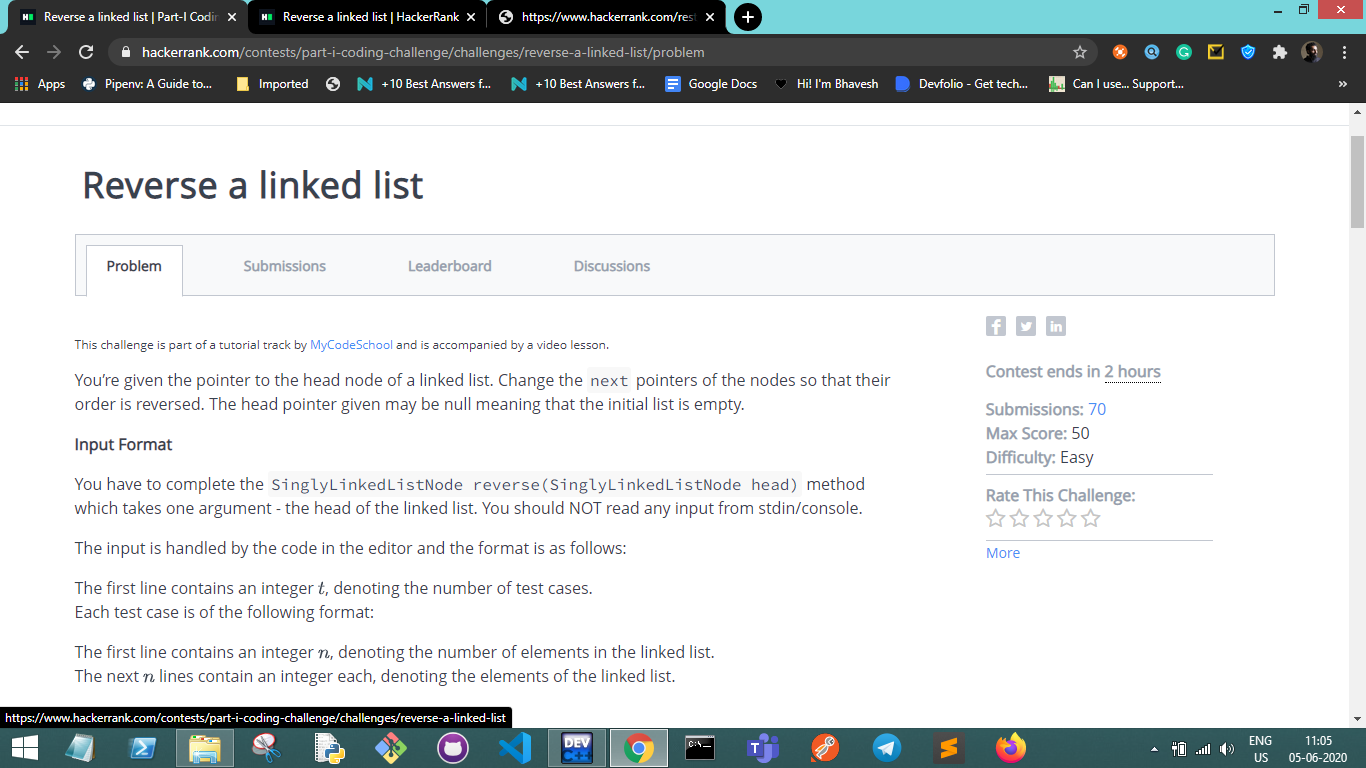 Reverse a linked list | Part-I Codin
Reverse a linked list | HackerRank
https://www.hackerrank.com/rest
hackerrank.com/contests/part-i-coding-challenge/challenges/reverse-a-linked-list/problem
Apps
Pipenv: A Guide to...
Imported
+10 Best Answers f...
+10 Best Answers f...
Google Docs
Hi! I'm Bhavesh
Devfolio - Get tech...
Can I use... Support...
Reverse a linked list
Problem
Submissions
Leaderboard
Discussions
This challenge is part of a tutorial track by MyCodeSchool and is accompanied by a video lesson.
You’re given the pointer to the head node of a linked list. Change the next pointers of the nodes so that their
order is reversed. The head pointer given may be null meaning that the initial list is empty.
Input Format
You have to complete the SinglyLinkedListNode reverse(SinglyLinkedListNode head) method
which takes one argument - the head of the linked list. You should NOT read any input from stdin/console.
The input is handled by the code in the editor and the format is as follows:
The first line contains an integer t, denoting the number of test cases.
Each test case is of the following format:
The first line contains an integer n, denoting the number of elements in the linked list.
The next n lines contain an integer each, denoting the elements of the linked list.
Contest ends in 2 hours
Submissions: 70
Max Score: 50
Difficulty: Easy
Rate This Challenge:
More
https://www.hackerrank.com/contests/part-i-coding-challenge/challenges/reverse-a-linked-list
DEV
C++
ENG
US
11:05
05-06-2020